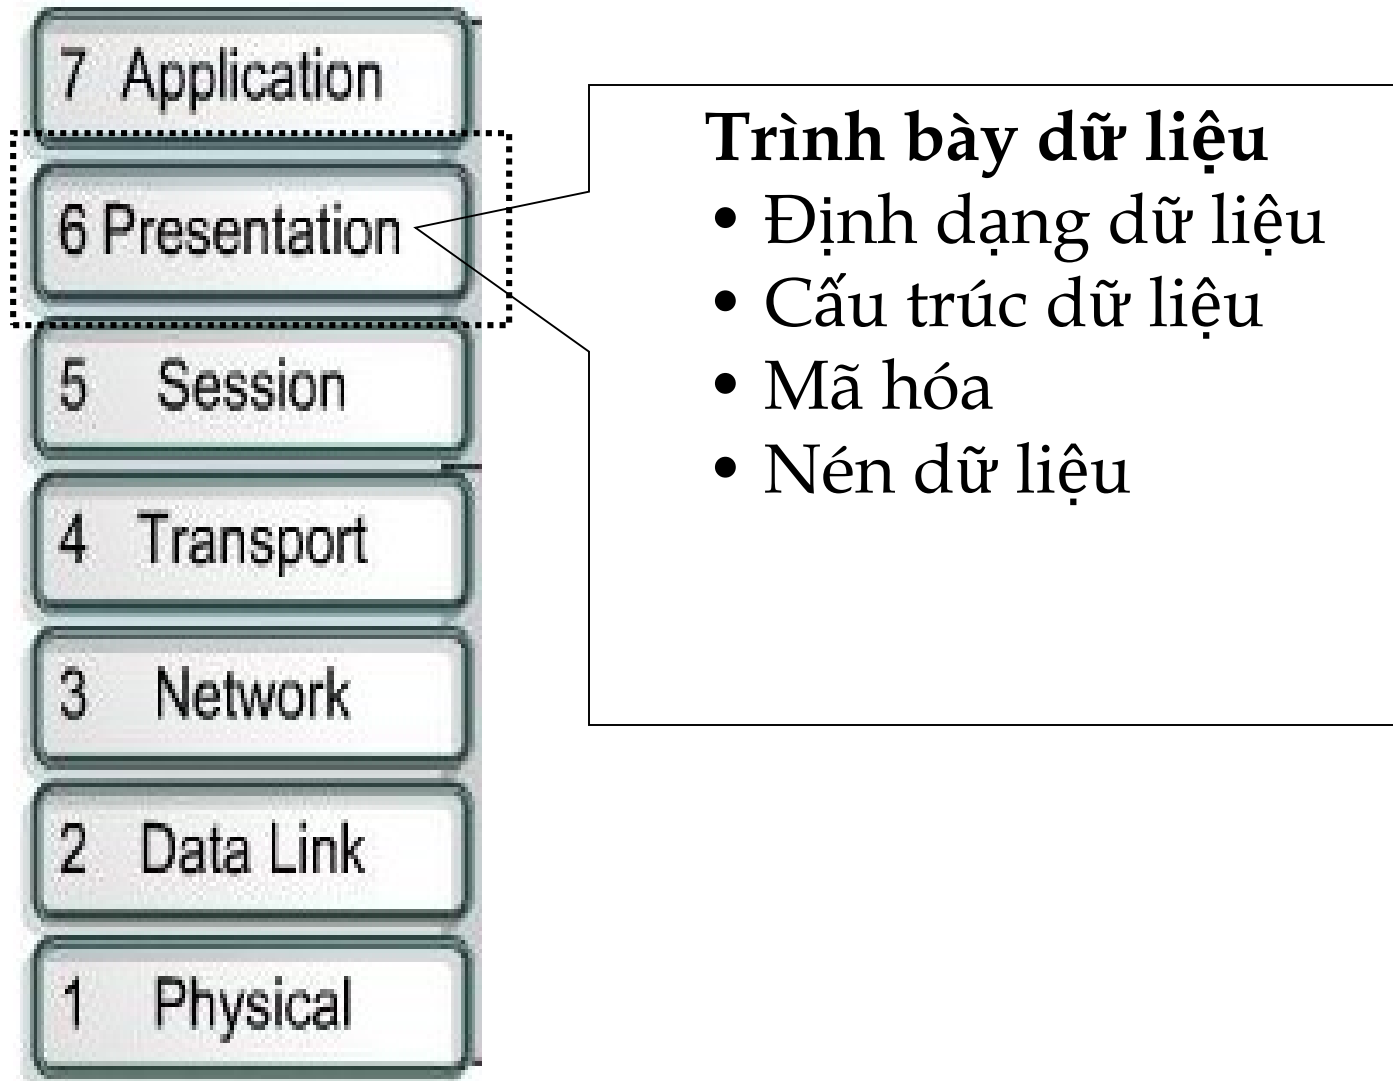 7 Application
6 Presentation
5 Session
4 Transport
3 Network
2 Data Link
1 Physical
Trình bày dữ liệu
• Định dạng dữ liệu
• Cấu trúc dữ liệu
• Mã hóa
• Nén dữ liệu